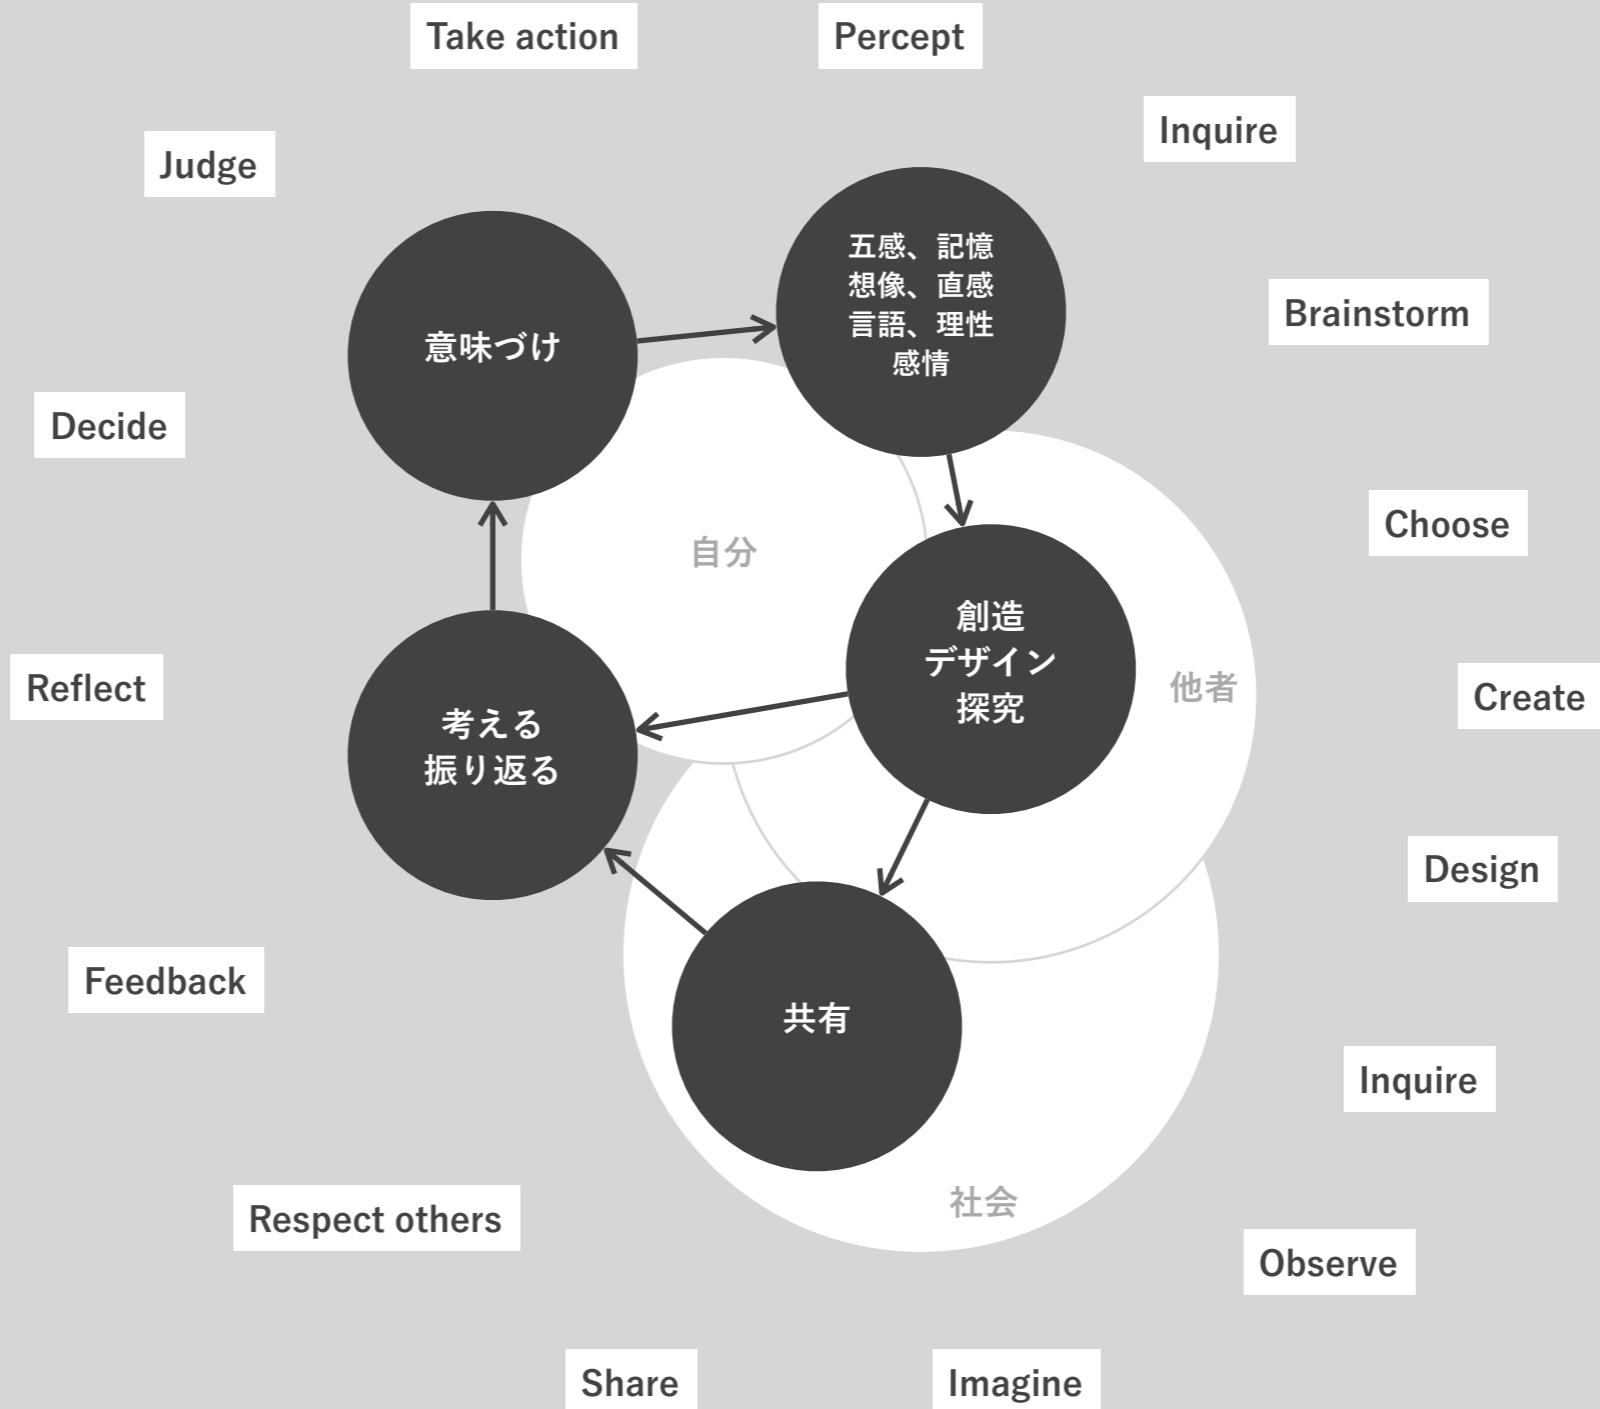 Take action
Percept
Inquire
Judge
五感、記憶
想像、直感
言語、理性
感情
意味づけ
Brainstorm
Decide
Choose
自分
創造
デザイン
探究
他者
Reflect
Create
考える
振り返る
Design
Feedback
共有
Inquire
社会
Respect others
Observe
Share
Imagine